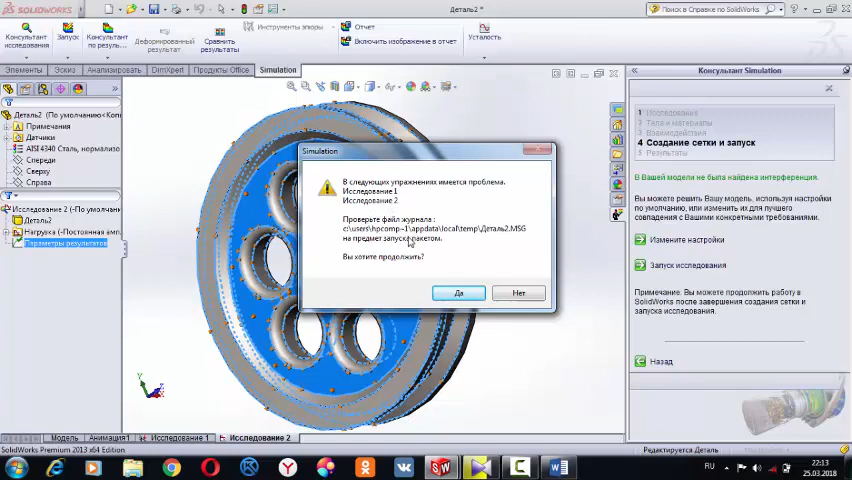 SOLIDWORKS
Деталь2 *
Поиск в Справке по SolidWorks
Консультант исследования
Запуск
Консультант по резуль...
Деформированный результат
Сравнить результаты
Инструменты эпюры
Отчет
Включить изображение в отчет
Усталость
Элементы
Эскиз
Анализировать
DimXpert
Продукты Office
Simulation
Деталь2 (По умолчанию<<Кон
Примечания
Датчики
AISI 4340 Сталь, нормализо
Спереди
Сверху
Справа
Исследование 2 (-По умолчан
Деталь2
Нагрузка (-Постоянная амп
Параметры результатов
Simulation
В следующих упражнениях имеется проблема.
Исследование 1
Исследование 2
Проверьте файл журнала :
c:\users\hpcomp~1\appdata\local\temp\Деталь2.MSG
на предмет запуска пакетом.
Вы хотите продолжить?
Да
Нет
Консультант Simulation
1 Исследования
2 Тела и материалы
3 Взаимодействия
4 Создание сетки и запуск
5 Результаты
В Вашей модели не была найдена интерференция.
Вы можете решить Вашу модель, используя настройки
по умолчанию, или изменить их для лучшего
совпадения с Вашими конкретными требованиями.
Измените настройки
Запуск исследования
Примечание. Вы можете продолжить работу в
SolidWorks после завершения создания сетки и
запуска исследования.
Назад
Y
X
Z
Модель
Анимация1
Исследование 1
Исследование 2
SolidWorks Premium 2013 x64 Edition
Редактируется Деталь
RU
22:13
25.03.2018